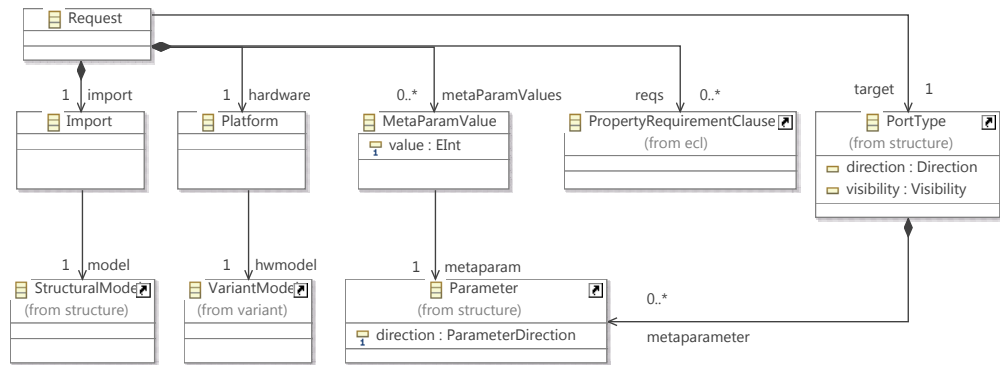 Request
1 import
1 hardware
0..* metaParamValues
reqs 0..*
target 1
Import
Platform
MetaParamValue
value : EInt
PropertyRequirementClause
(from ecl)
PortType
(from structure)
direction : Direction
visibility : Visibility
1 model
1 hwmodel
1 metaparam
StructuralMode
(from structure)
VariantMode
(from variant)
Parameter
(from structure)
direction : ParameterDirection
0..*
metaparameter